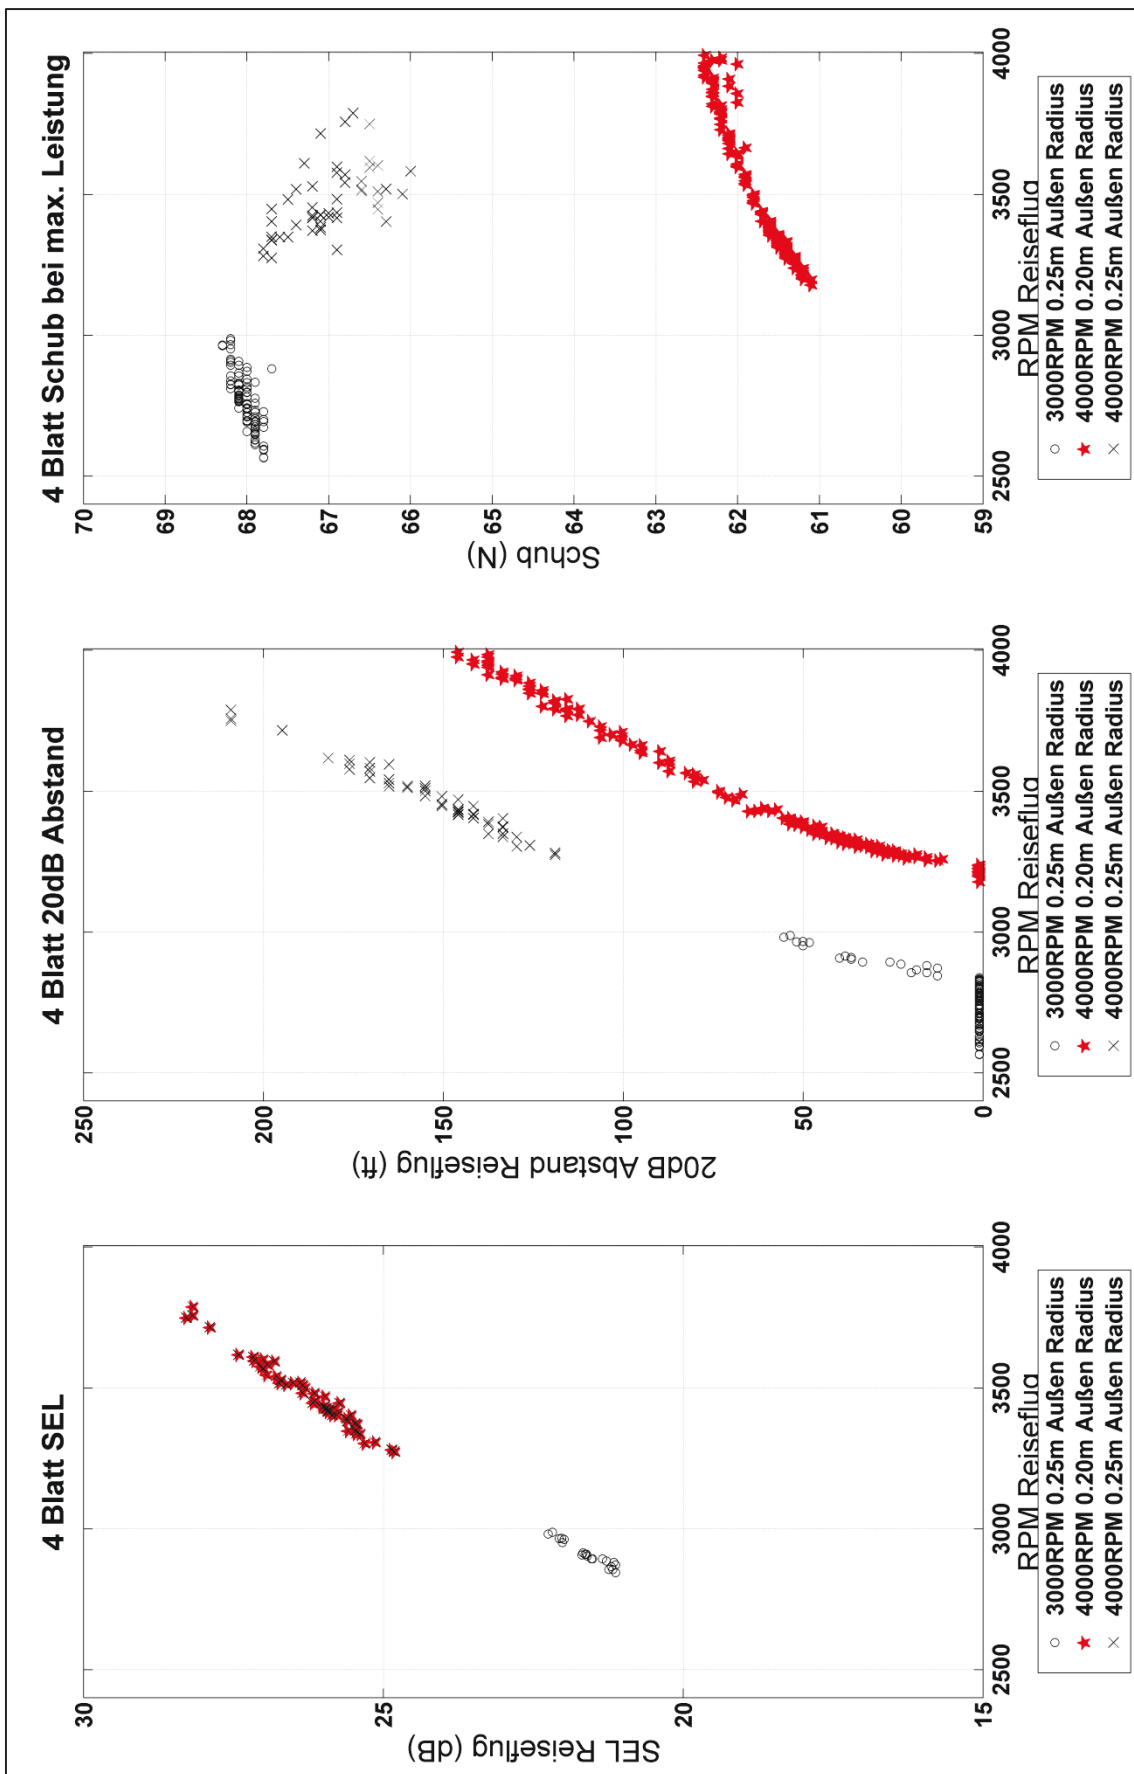 4 Blatt SEL
SEL Reiseflug (dB)
30
25
20
15
2500
3000
3500
4000
RPM Reiseflug
3000RPM 0.25m Außen Radius
4000RPM 0.20m Außen Radius
4000RPM 0.25m Außen Radius
4 Blatt 20dB Abstand
20dB Abstand Reiseflug (ft)
250
200
150
100
50
0
2500
3000
3500
4000
RPM Reiseflug
3000RPM 0.25m Außen Radius
4000RPM 0.20m Außen Radius
4000RPM 0.25m Außen Radius
4 Blatt Schub bei max. Leistung
Schub (N)
70
69
68
67
66
65
64
63
62
61
60
59
2500
3000
3500
4000
RPM Reiseflug
3000RPM 0.25m Außen Radius
4000RPM 0.20m Außen Radius
4000RPM 0.25m Außen Radius